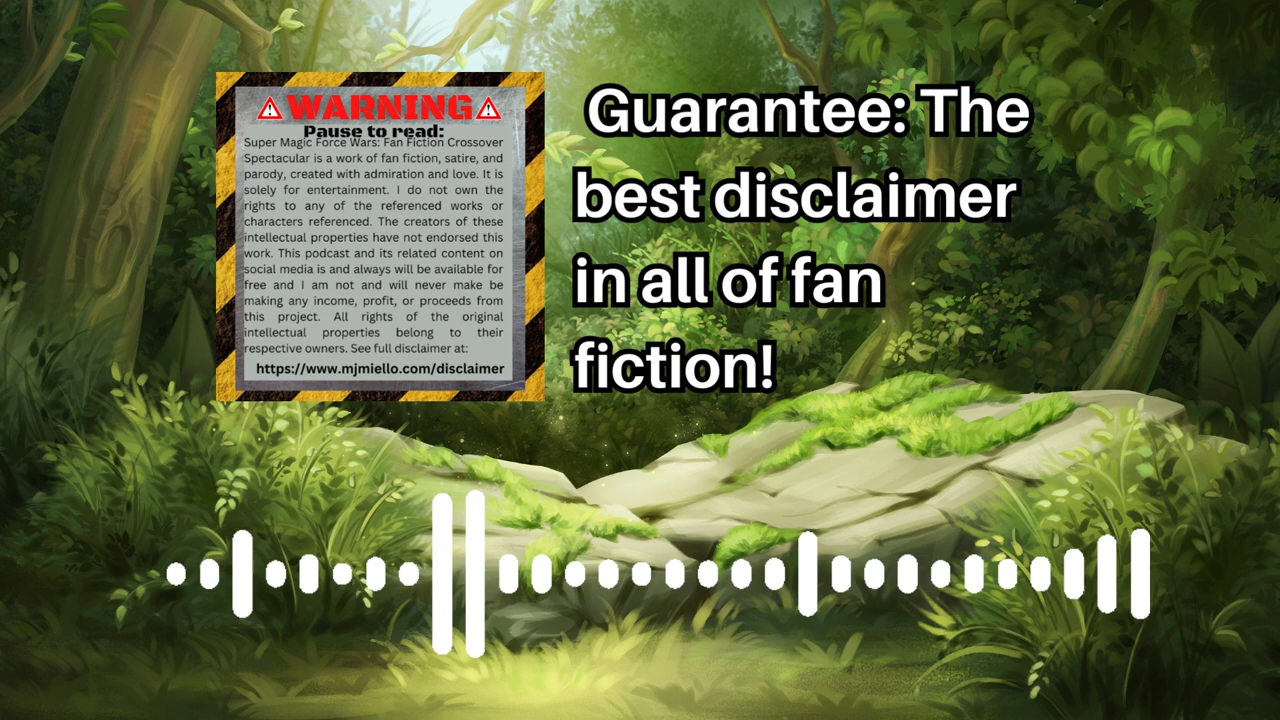 WARNING
Pause to read:
Super Magic Force Wars: Fan Fiction Crossover
Spectacular is a work of fan fiction, satire, and
parody, created with admiration and love. It is
solely for entertainment. I do not own the
rights to any of the referenced works or
characters referenced. The creators of these
intellectual properties have not endorsed this
work. This podcast and its related content on
social media is and always will be available for
free and I am not and will never make be
making any income, profit, or proceeds from
this project. All rights of the original
intellectual properties belong to their
respective owners. See full disclaimer at:
https://www.mjmiello.com/disclaimer
Guarantee: The
best disclaimer
in all of fan
fiction!